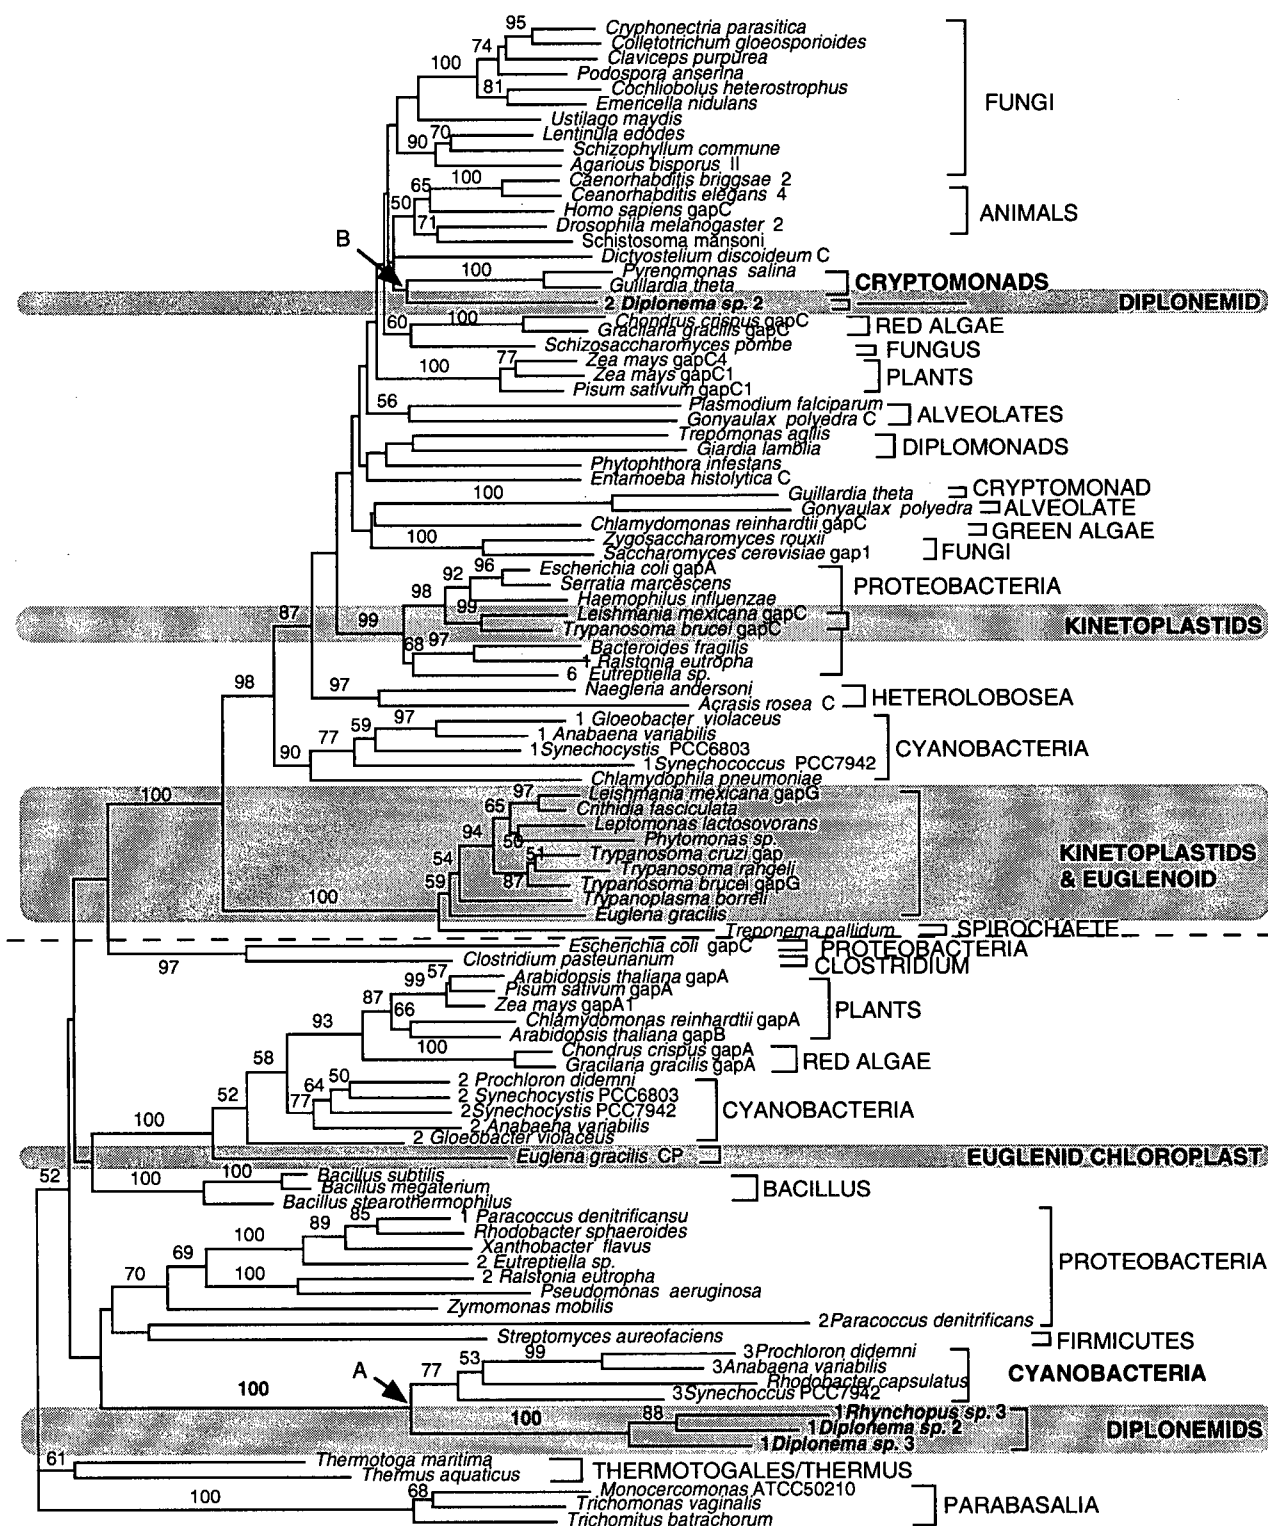 95
Cryphonectria parasitica
Colletotrichum gloeosporioides
74
Claviceps purpurea
100
Podospora anserina
81
Cochliobolus heterostrophus
Emericella nidulans
FUNGI
Ustilago maydis
70
Lentinula edodes
90
Schizophyllum commune
Agarious bisporus II
100
Caenorhabditis briggsae 2
65
Ceanorhabditis elegans 4
50
Homo sapiens gapC
ANIMALS
71
Drosophila melanogaster 2
Schistosoma mansoni
B
Dictyostelium discoideum C
100
Pyrenomonas salina
Guillardia theta
CRYPTOMONADS
2 Diplonema sp. 2
DIPLONEMID
100
Chondrus crispus gapC
60
Gracilaria gracilis gapC
RED ALGAE
Schizosaccharomyces pombe
FUNGUS
77
Zea mays gapC4
100
Zea mays gapC1
PLANTS
Pisum sativum gapC1
56
Plasmodium falciparum
Gonyaulax polyedra C
ALVEOLATES
Trepomonas agilis
Giardia lamblia
DIPLOMONADS
Phytophthora infestans
Entamoeba histolytica C
100
Guillardia theta
CRYPTOMONAD
Gonyaulax polyedra
ALVEOLATE
Chlamydomonas reinhardtii gapC
GREEN ALGAE
100
Zygosaccharomyces rouxii
Saccharomyces cerevisiae gap1
FUNGI
96
Escherichia coli gapA
92
Serratia marcescens
PROTEOBACTERIA
98
Haemophilus influenzae
99
Leishmania mexicana gapC
87
99
Trypanosoma brucei gapC
KINETOPLASTIDS
68
97
Bacteroides fragilis
1 Ralstonia eutropha
6 Eutreptiella sp.
98
97
Naegleria andersoni
Acrasis rosea C
HETEROLOBOSEA
97
1 Gloeobacter violaceus
59
1 Anabaena variabilis
77
1 Synechocystis PCC6803
CYANOBACTERIA
90
1 Synechococcus PCC7942
Chlamydophila pneumoniae
100
97
Leishmania mexicana gapG
65
Crithidia fasciculata
Leptomonas lactosovorans
94
50
Phytomonas sp.
54
51
Trypanosoma cruzi gap
Trypanosoma rangeli
KINETOPLASTIDS
& EUGLENOID
59
87
Trypanosoma brucei gapG
100
Trypanoplasma borreli
Euglena gracilis
Treponema pallidum
SPIROCHAETE
Escherichia coli gapC
PROTEOBACTERIA
97
Clostridium pasteurianum
CLOSTRIDIUM
99
57
Arabidopsis thaliana gapA
Pisum sativum gapA
87
Zea mays gapA1
PLANTS
66
Chlamydomonas reinhardtii gapA
93
Arabidopsis thaliana gapB
100
Chondrus crispus gapA
58
Gracilaria gracilis gapA
RED ALGAE
50
2 Prochloron didemni
64
2 Synechocystis PCC6803
52
77
2 Synechocystis PCC7942
CYANOBACTERIA
2 Anabaena variabilis
100
2 Gloeobacter violaceus
Euglena gracilis CP
EUGLENID CHLOROPLAST
52
100
100
Bacillus subtilis
Bacillus megaterium
BACILLUS
Bacillus stearothermophilus
85
1 Paracoccus denitrificansu
89
Rhodobacter sphaeroides
100
Xanthobacter flavus
69
2 Eutreptiella sp.
PROTEOBACTERIA
70
100
2 Ralstonia eutropha
Pseudomonas aeruginosa
Zymomonas mobilis
2 Paracoccus denitrificans
Streptomyces aureofaciens
FIRMICUTES
99
3 Prochloron didemni
53
3 Anabaena variabilis
A
77
Rhodobacter capsulatus
CYANOBACTERIA
100
3 Synechoccus PCC7942
100
88
1 Rhynchopus sp. 3
1 Diplonema sp. 2
DIPLONEMIDS
1 Diplonema sp. 3
61
Thermotoga maritima
Thermus aquaticus
THERMOTOGALES/THERMUS
100
68
Monocercomonas ATCC50210
Trichomonas vaginalis
PARABASALIA
Trichomitus batrachorum